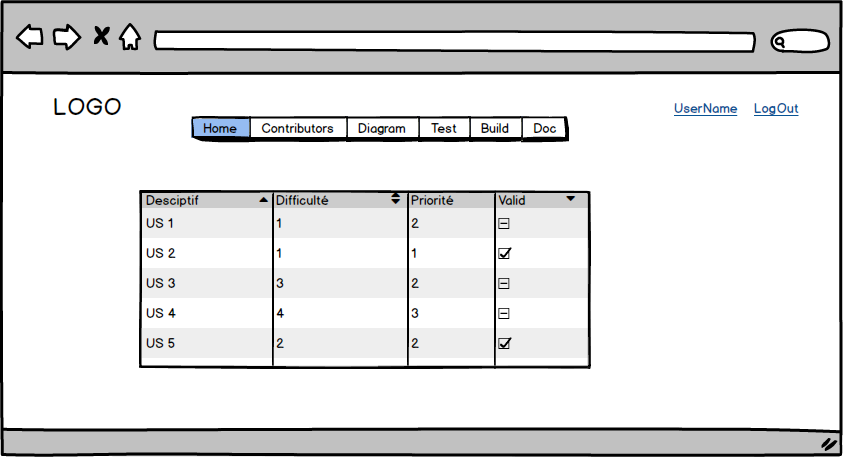 LOGO
UserName LogOut
Home Contributors Diagram Test Build Doc
Desciptif Difficulté Priorité Valid
US 1 1 2
US 2 1 1
US 3 3 2
US 4 4 3
US 5 2 2